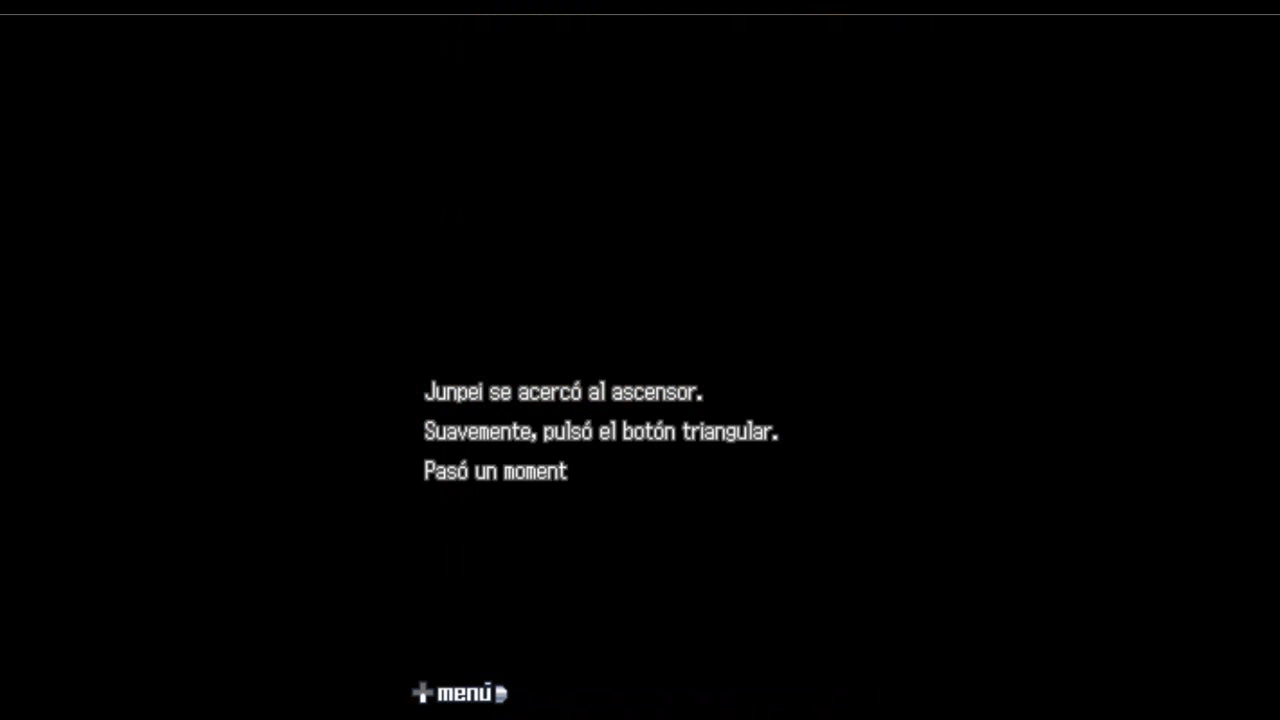 Junpei se acercó al ascensor.
Suavemente, pulsó el botón triangular.
Pasó un moment
menú